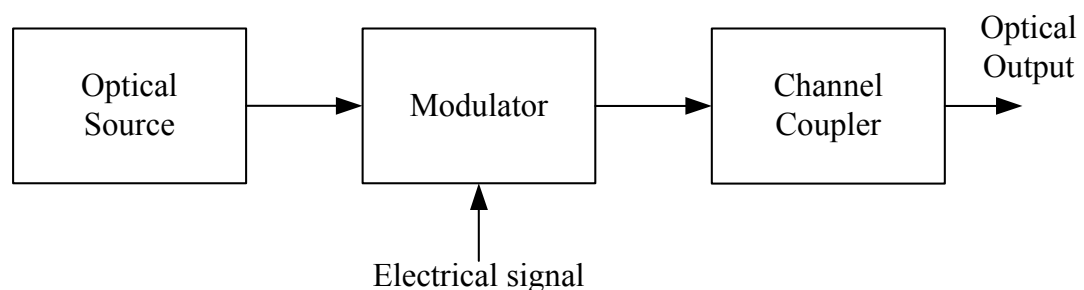 Optical
Source
Modulator
Channel
Coupler
Optical
Output
Electrical signal